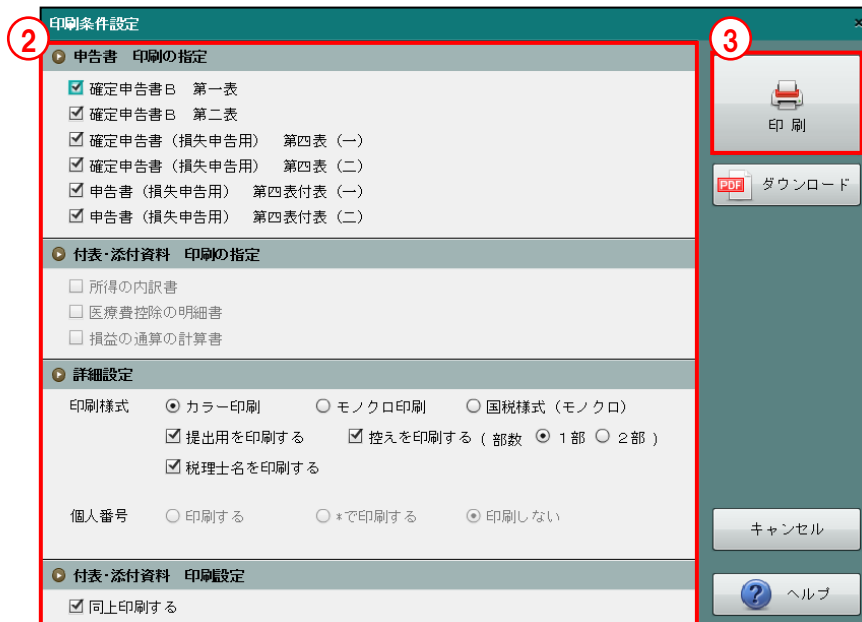 印刷条件設定
×
②
③
申告書　印刷の指定
確定申告書B　第一表
確定申告書B　第二表
確定申告書（損失申告用）　第四表（一）
確定申告書（損失申告用）　第四表（二）
申告書（損失申告用）　第四表付表（一）
申告書（損失申告用）　第四表付表（二）
付表・添付資料　印刷の指定
所得の内訳書
医療費控除の明細書
損益の通算の計算書
詳細設定
印刷様式　カラー印刷　モノクロ印刷　国税様式（モノクロ）
提出用を印刷する　控えを印刷する（部数　1部　2部）
税理士名を印刷する
個人番号　印刷する　*で印刷する　印刷しない
付表・添付資料　印刷設定
同上印刷する
印刷
PDF ダウンロード
キャンセル
? ヘルプ